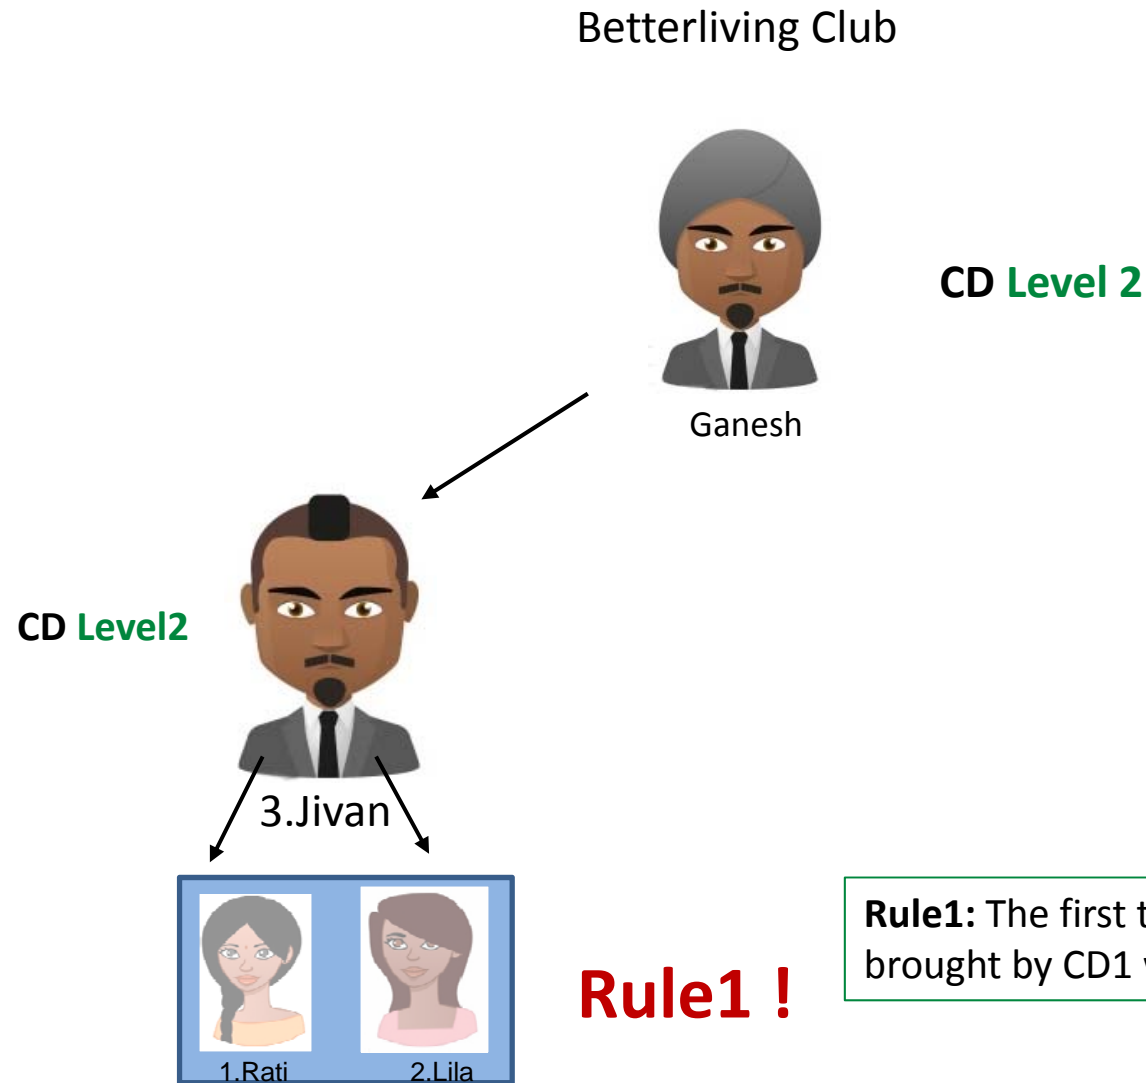 Betterliving Club
CD Level 2
Ganesh
CD Level2
3.Jivan
Rule1: The first
brought by CD1
Rule1 !
1.Rati
2.Lila